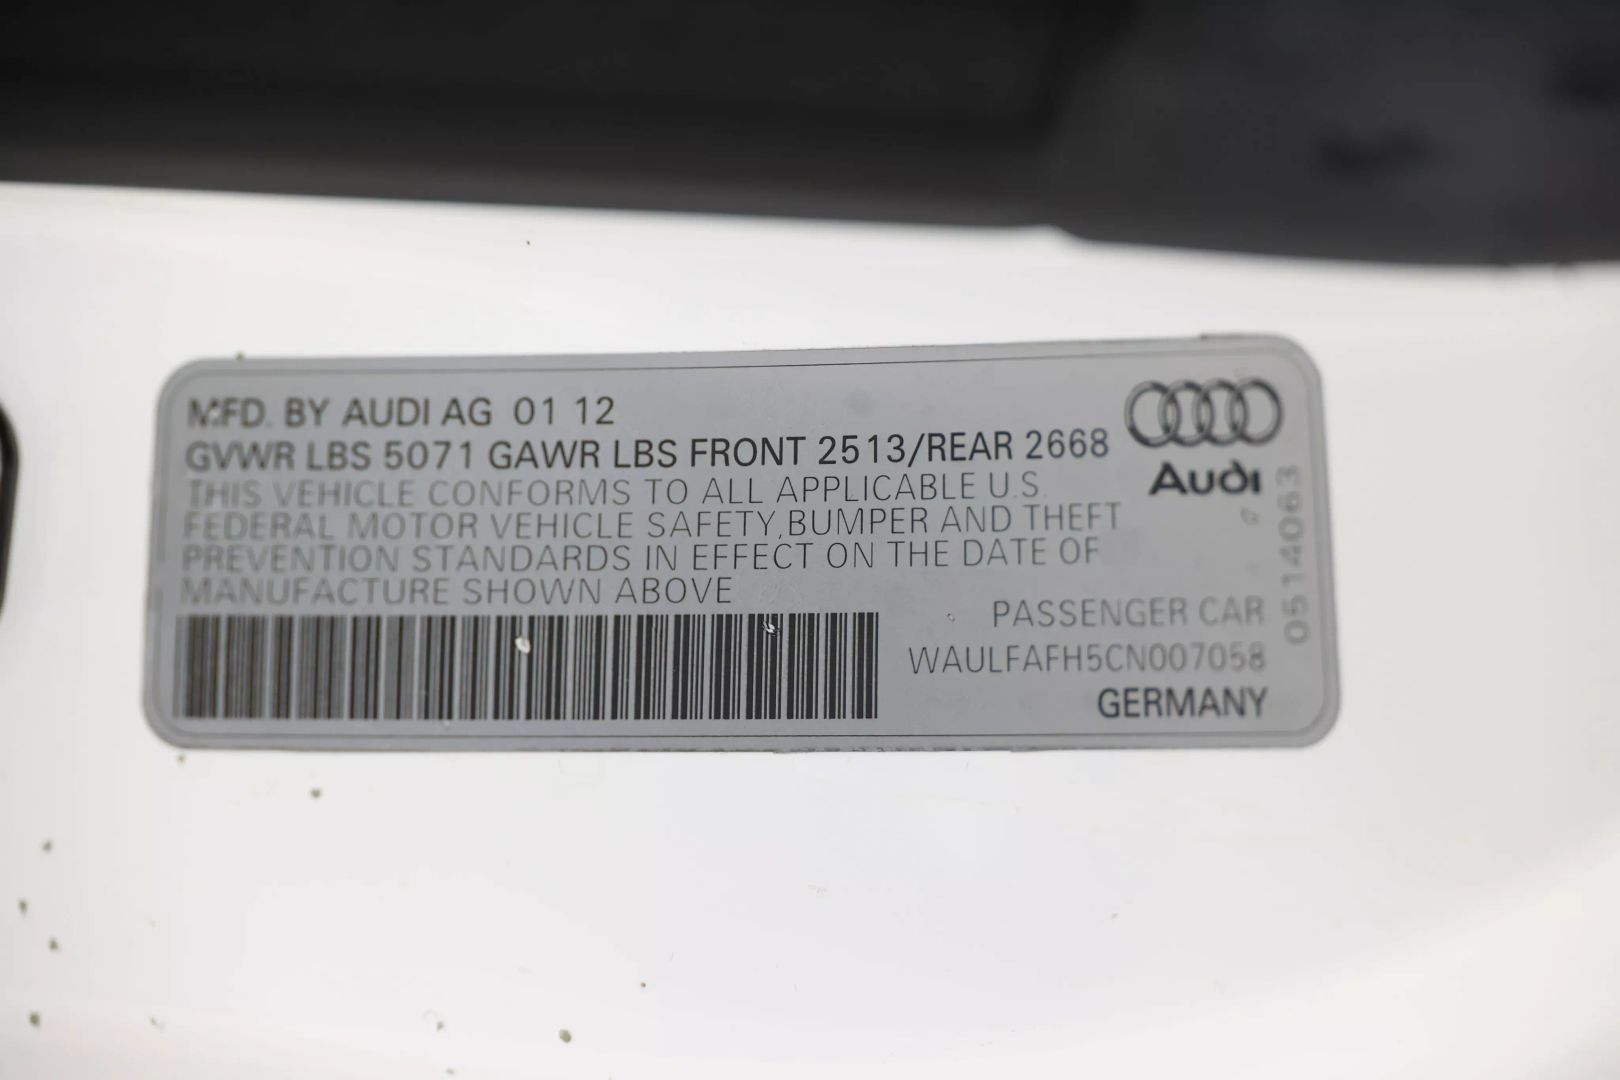 MFD. BY AUDI AG 01 12
GVWR LBS 5071 GAWR LBS FRONT 2513/REAR 2668
THIS VEHICLE CONFORMS TO ALL APPLICABLE U.S.
FEDERAL MOTOR VEHICLE SAFETY, BUMPER AND THEFT
PREVENTION STANDARDS IN EFFECT ON THE DATE OF
MANUFACTURE SHOWN ABOVE
Audi
PASSENGER CAR
WAULFAFH5CN007058
GERMANY
0514063